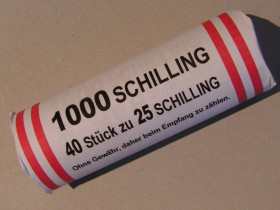 1000 SCHILLING
40 Stück zu 25 SCHILLING
Ohne Gewähr, daher beim Empfang zu zählen.